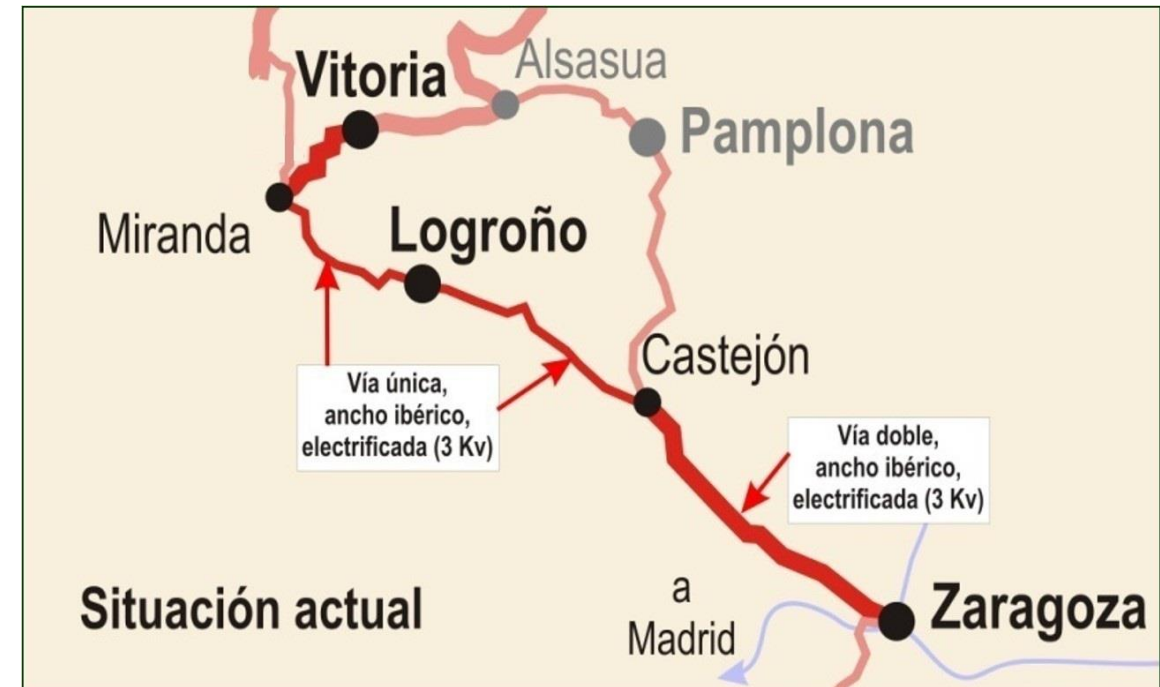 Alsasua
Vitoria
Pamplona
Miranda
Logroño
Castejón
Vía única,
ancho ibérico,
electrificada (3 Kv)
Vía doble,
ancho ibérico,
electrificada (3 Kv)
Situación actual
a
Madrid
Zaragoza